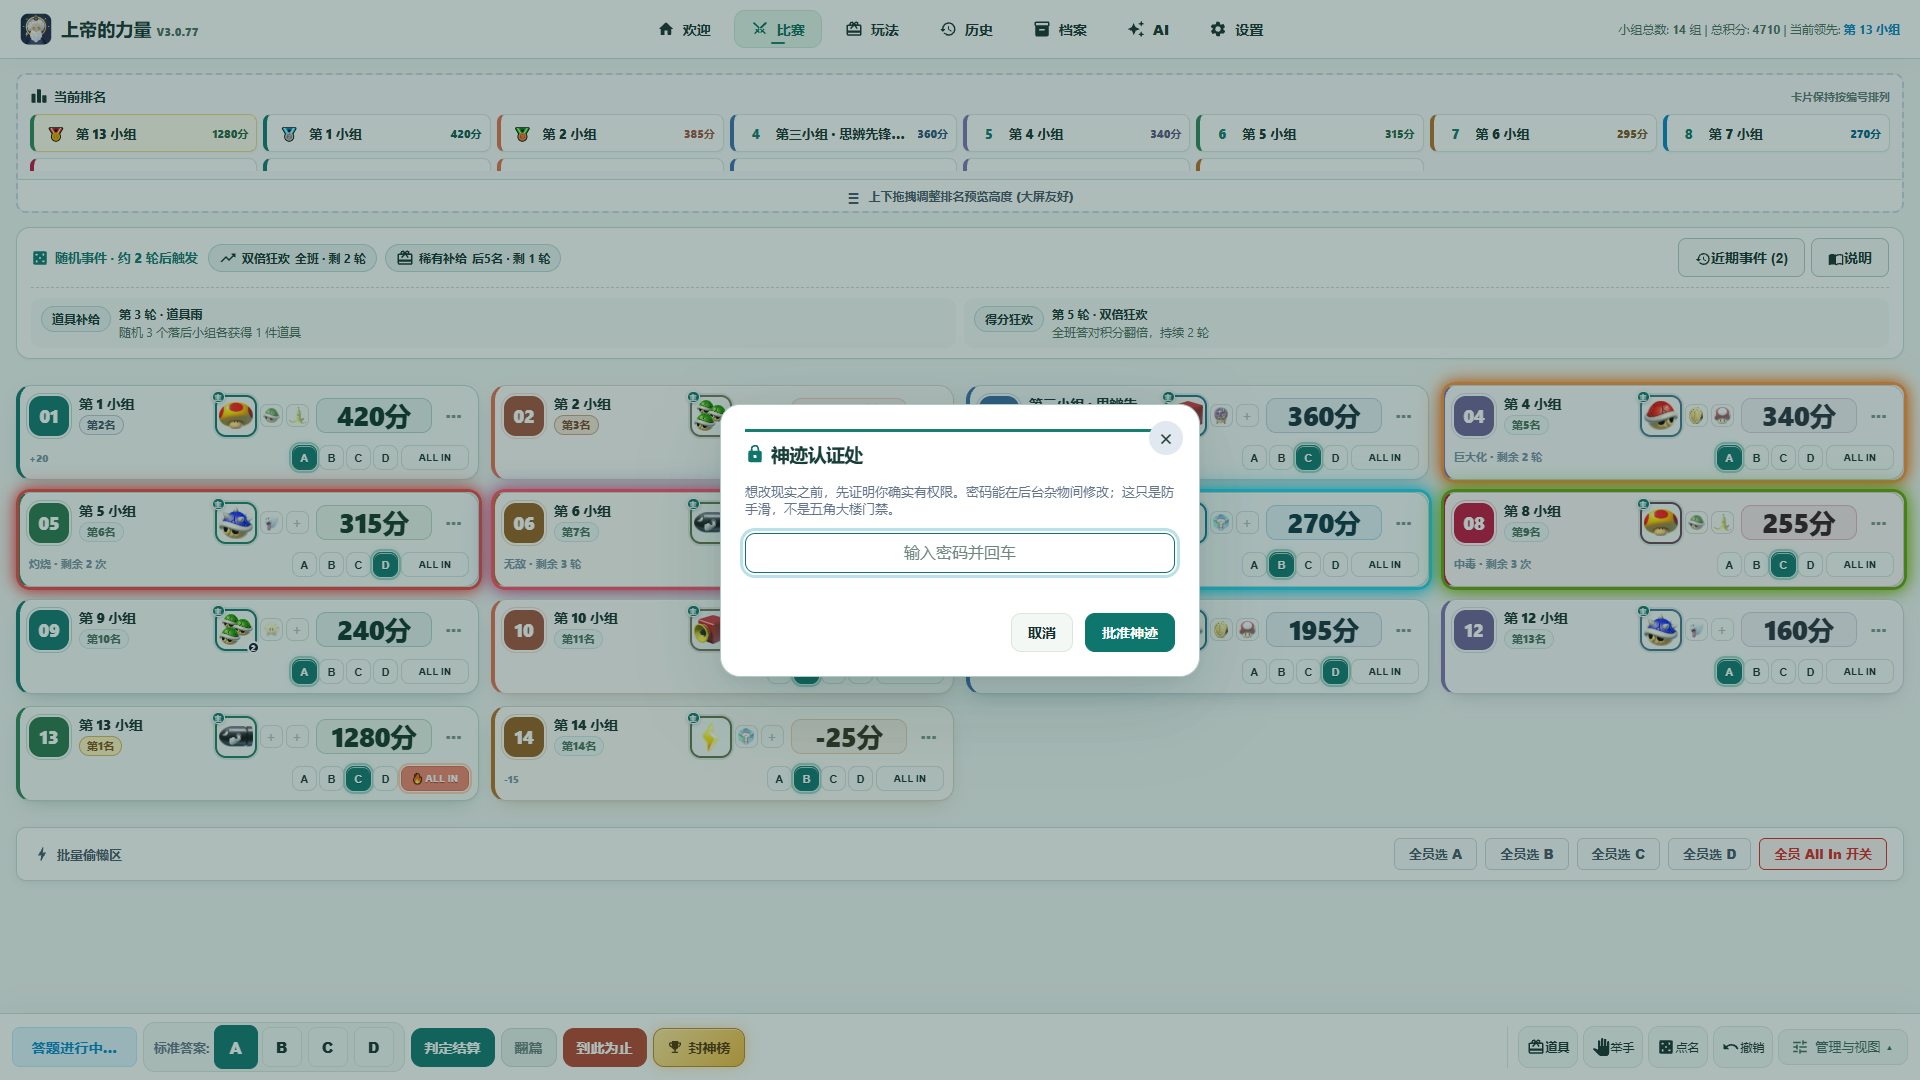 上帝的力量 V3.0.77
欢迎
比赛
玩法
历史
档案
AI
设置
小组总数: 14 组 | 总积分: 4710 | 当前领先: 第 13 小组
当前排名
卡片保持按编号排列
第 13 小组 1280分
第 1 小组 420分
第 2 小组 385分
4 第三小组 · 思辨先锋... 360分
5 第 4 小组 340分
6 第 5 小组 315分
7 第 6 小组 295分
8 第 7 小组 270分
上下拖拽调整排名预览高度 (大屏友好)
随机事件 · 约 2 轮后触发
双倍狂欢 全班 · 剩 2 轮
稀有补给 后5名 · 剩 1 轮
近期事件 (2)
说明
道具补给
第 3 轮 · 道具雨
随机 3 个落后小组各获得 1 件道具
得分狂欢
第 5 轮 · 双倍狂欢
全班答对积分翻倍，持续 2 轮
01 第 1 小组 第2名 + 420分
+20 A B C D ALL IN
02 第 2 小组 第3名
+ 360分
A B C D ALL IN
04 第 4 小组 第5名 340分
巨大化 · 剩余 2 轮 A B C D ALL IN
05 第 5 小组 第6名 + 315分
灼烧 · 剩余 2 次 A B C D ALL IN
06 第 6 小组 第7名
无敌 · 剩余 3 轮
+ 270分
A B C D ALL IN
08 第 8 小组 第9名 255分
中毒 · 剩余 3 次 A B C D ALL IN
09 第 9 小组 第10名 2 + 240分
A B C D ALL IN
10 第 10 小组 第11名
195分
A B C D ALL IN
12 第 12 小组 第13名 + 160分
A B C D ALL IN
13 第 13 小组 第1名 + + 1280分
A B C D ALL IN
14 第 14 小组 第14名 + -25分
-15 A B C D ALL IN
神迹认证处
想改现实之前，先证明你确实有权限。密码能在后台杂物间修改；这只是防
手滑，不是五角大楼门禁。
输入密码并回车
取消
批准神迹
批量偷懒区
全员选 A
全员选 B
全员选 C
全员选 D
全员 All In 开关
答题进行中...
标准答案: A B C D
判定结算
翻篇
到此为止
封神榜
道具
举手
点名
撤销
管理与视图